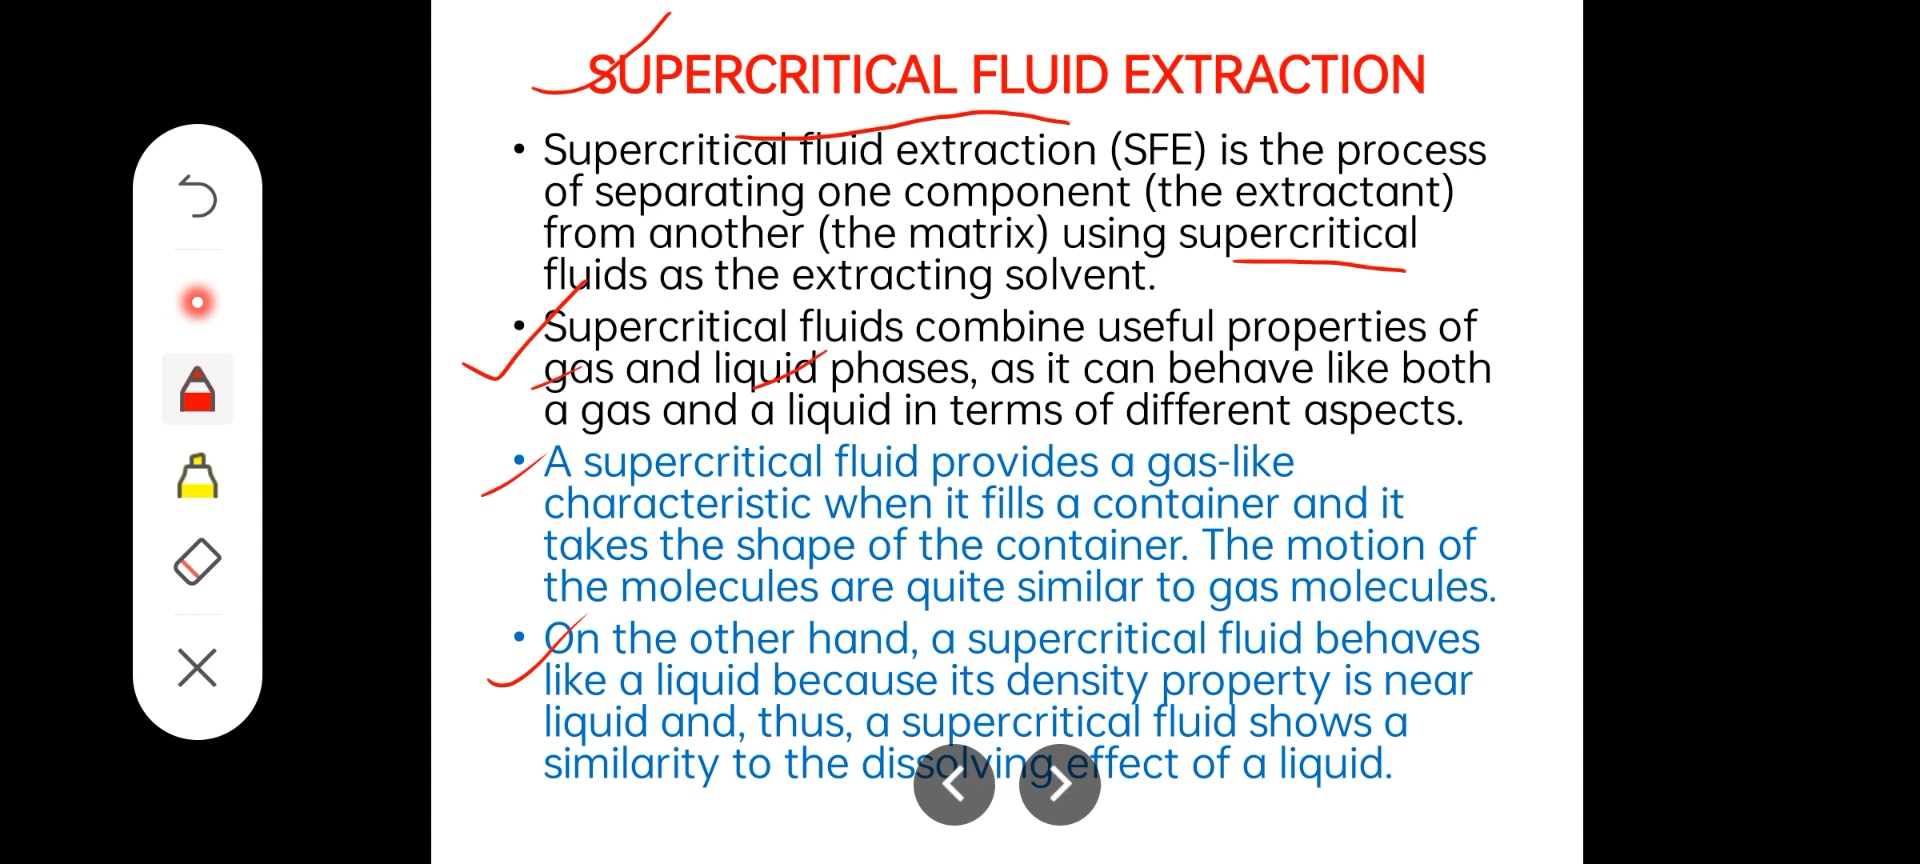 SUPERCRITICAL FLUID EXTRACTION
• Supercritical fluid extraction (SFE) is the process
of separating one component (the extractant)
from another (the matrix) using supercritical
fluids as the extracting solvent.
• Supercritical fluids combine useful properties of
gas and liquid phases, as it can behave like both
a gas and a liquid in terms of different aspects.
• A supercritical fluid provides a gas-like
characteristic when it fills a container and it
takes the shape of the container. The motion of
the molecules are quite similar to gas molecules.
• On the other hand, a supercritical fluid behaves
like a liquid because its density property is near
liquid and, thus, a supercritical fluid shows a
similarity to the dissolving effect of a liquid.